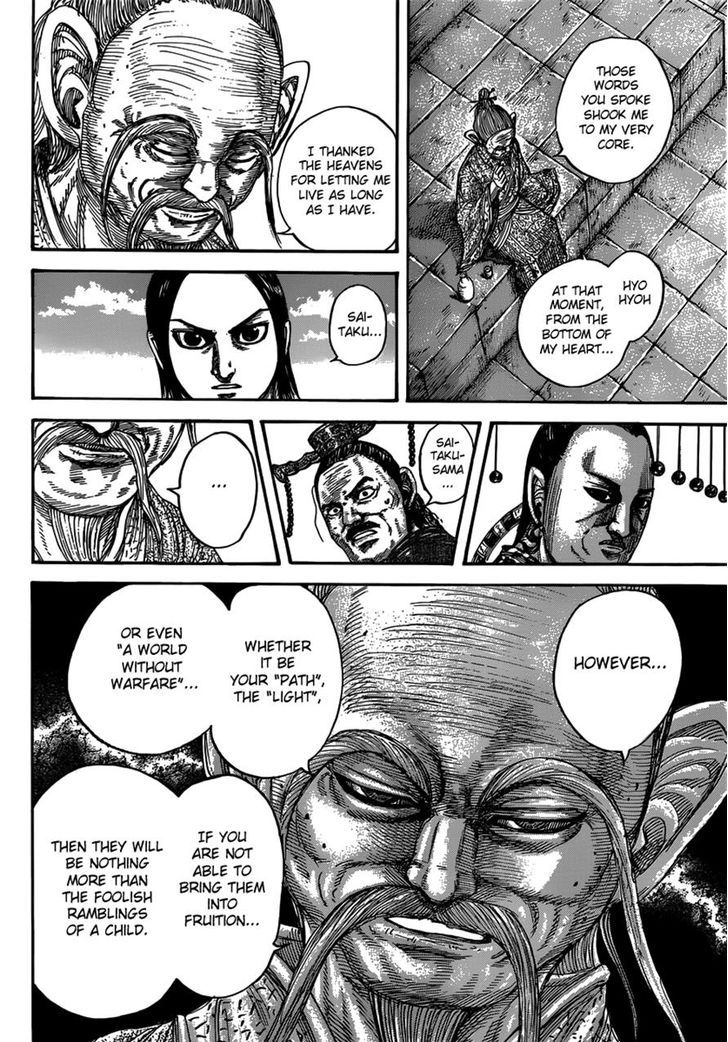 THOSE
WORDS
YOU SPOKE
SHOOK ME
TO MY VERY
CORE.
HYO
HYOH
AT THAT
MOMENT,
FROM THE
BOTTOM OF
MY HEART...
I THANKED
THE HEAVENS
FOR LETTING ME
LIVE AS LONG
AS I HAVE.
SAI-
TAKU...
SAI-
TAKU-
SAMA
...
...
HOWEVER...
WHETHER
IT BE
YOUR "PATH",
THE "LIGHT",
OR EVEN
"A WORLD
WITHOUT
WARFARE"...
IF YOU
ARE NOT
ABLE TO
BRING THEM
INTO
FRUITION...
THEN THEY WILL
BE NOTHING
MORE THAN
THE FOOLISH
RAMBLINGS
OF A CHILD.